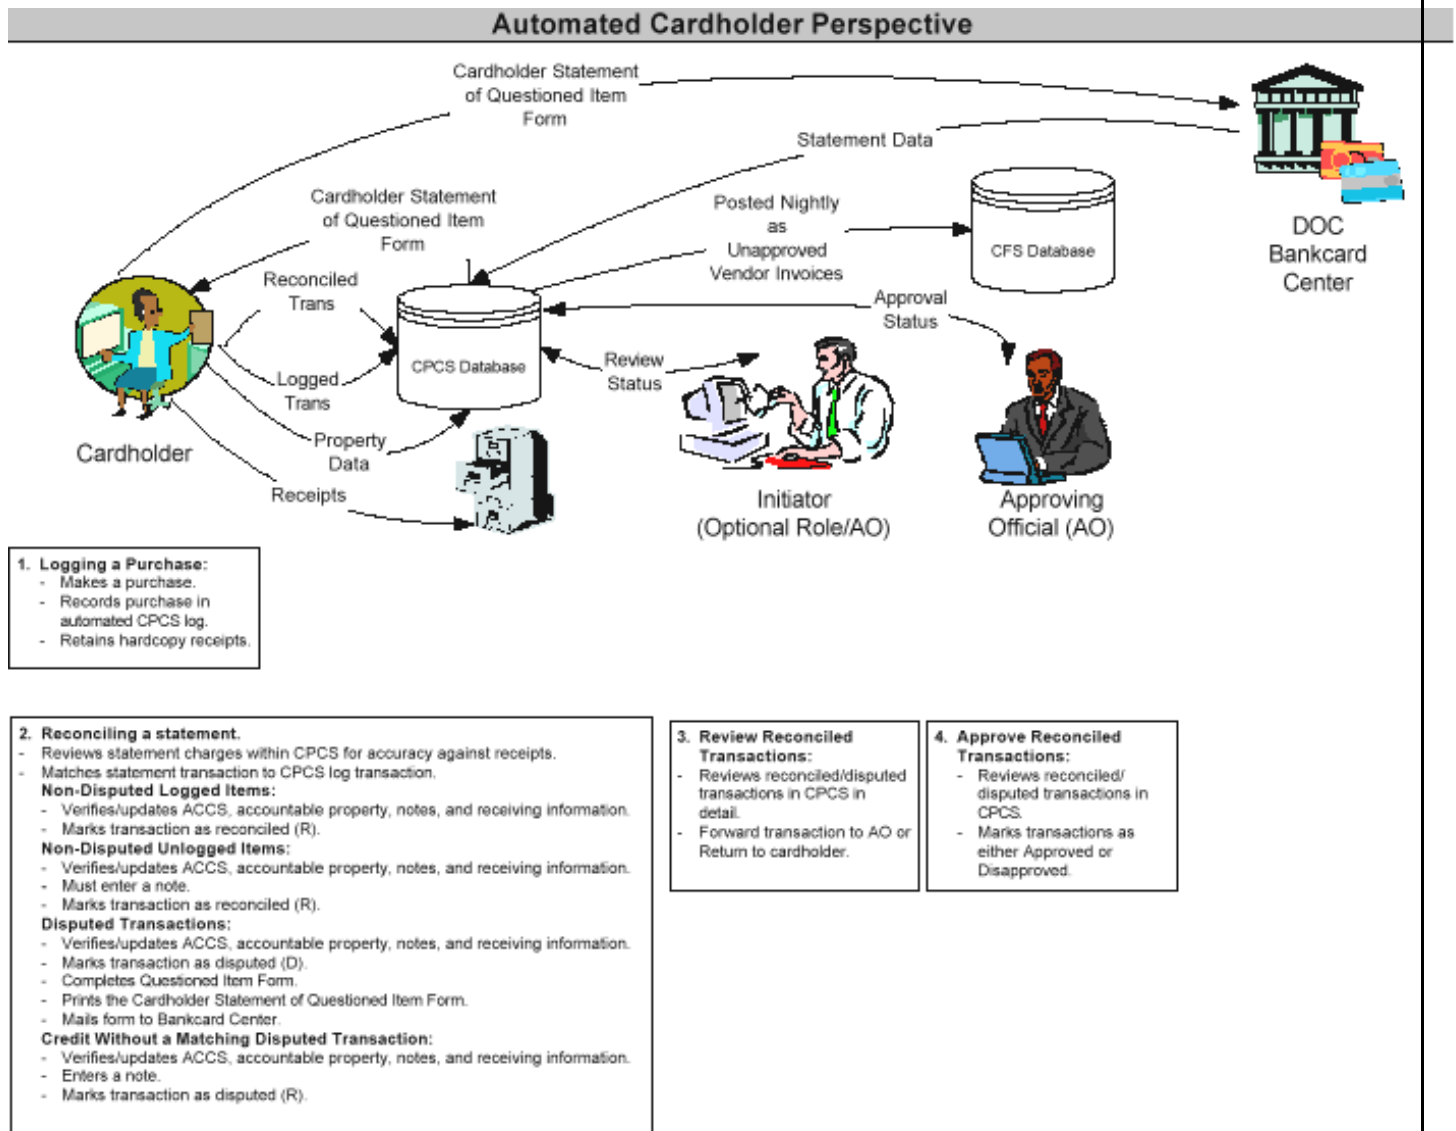 Automated Cardholder Perspective
Cardholder Statement
of Questioned Item
Form
Statement Data
Cardholder Statement
of Questioned Item
Form
Posted Nightly
as
Unapproved
Vendor Invoices
CFS Database
DOC
Bankcard
Center
Reconciled
Trans
Approval
Status
CPCS Database
Review
Status
Logged
Trans
Cardholder
Property
Data
Receipts
Initiator
(Optional Role/AO)
Approving
Official (AO)
1. Logging a Purchase:
- Makes a purchase.
- Records purchase in
automated CPCS log.
- Retains hardcopy receipts.
2. Reconciling a statement.
- Reviews statement charges within CPCS for accuracy against receipts.
- Matches statement transaction to CPCS log transaction.
Non-Disputed Logged Items:
- Verifies/updates ACCS, accountable property, notes, and receiving information.
- Marks transaction as reconciled (R).
Non-Disputed Unlogged Items:
- Verifies/updates ACCS, accountable property, notes, and receiving information.
- Must enter a note.
- Marks transaction as reconciled (R).
Disputed Transactions:
- Verifies/updates ACCS, accountable property, notes, and receiving information.
- Marks transaction as disputed (D).
- Completes Questioned Item Form.
- Prints the Cardholder Statement of Questioned Item Form.
- Mails form to Bankcard Center.
Credit Without a Matching Disputed Transaction:
- Verifies/updates ACCS, accountable property, notes, and receiving information.
- Enters a note.
- Marks transaction as disputed (R).
3. Review Reconciled
Transactions:
- Reviews reconciled/disputed
transactions in CPCS in
detail.
- Forward transaction to AO or
Return to cardholder.
4. Approve Reconciled
Transactions:
- Reviews reconciled/
disputed transactions in
CPCS.
- Marks transactions as
either Approved or
Disapproved.